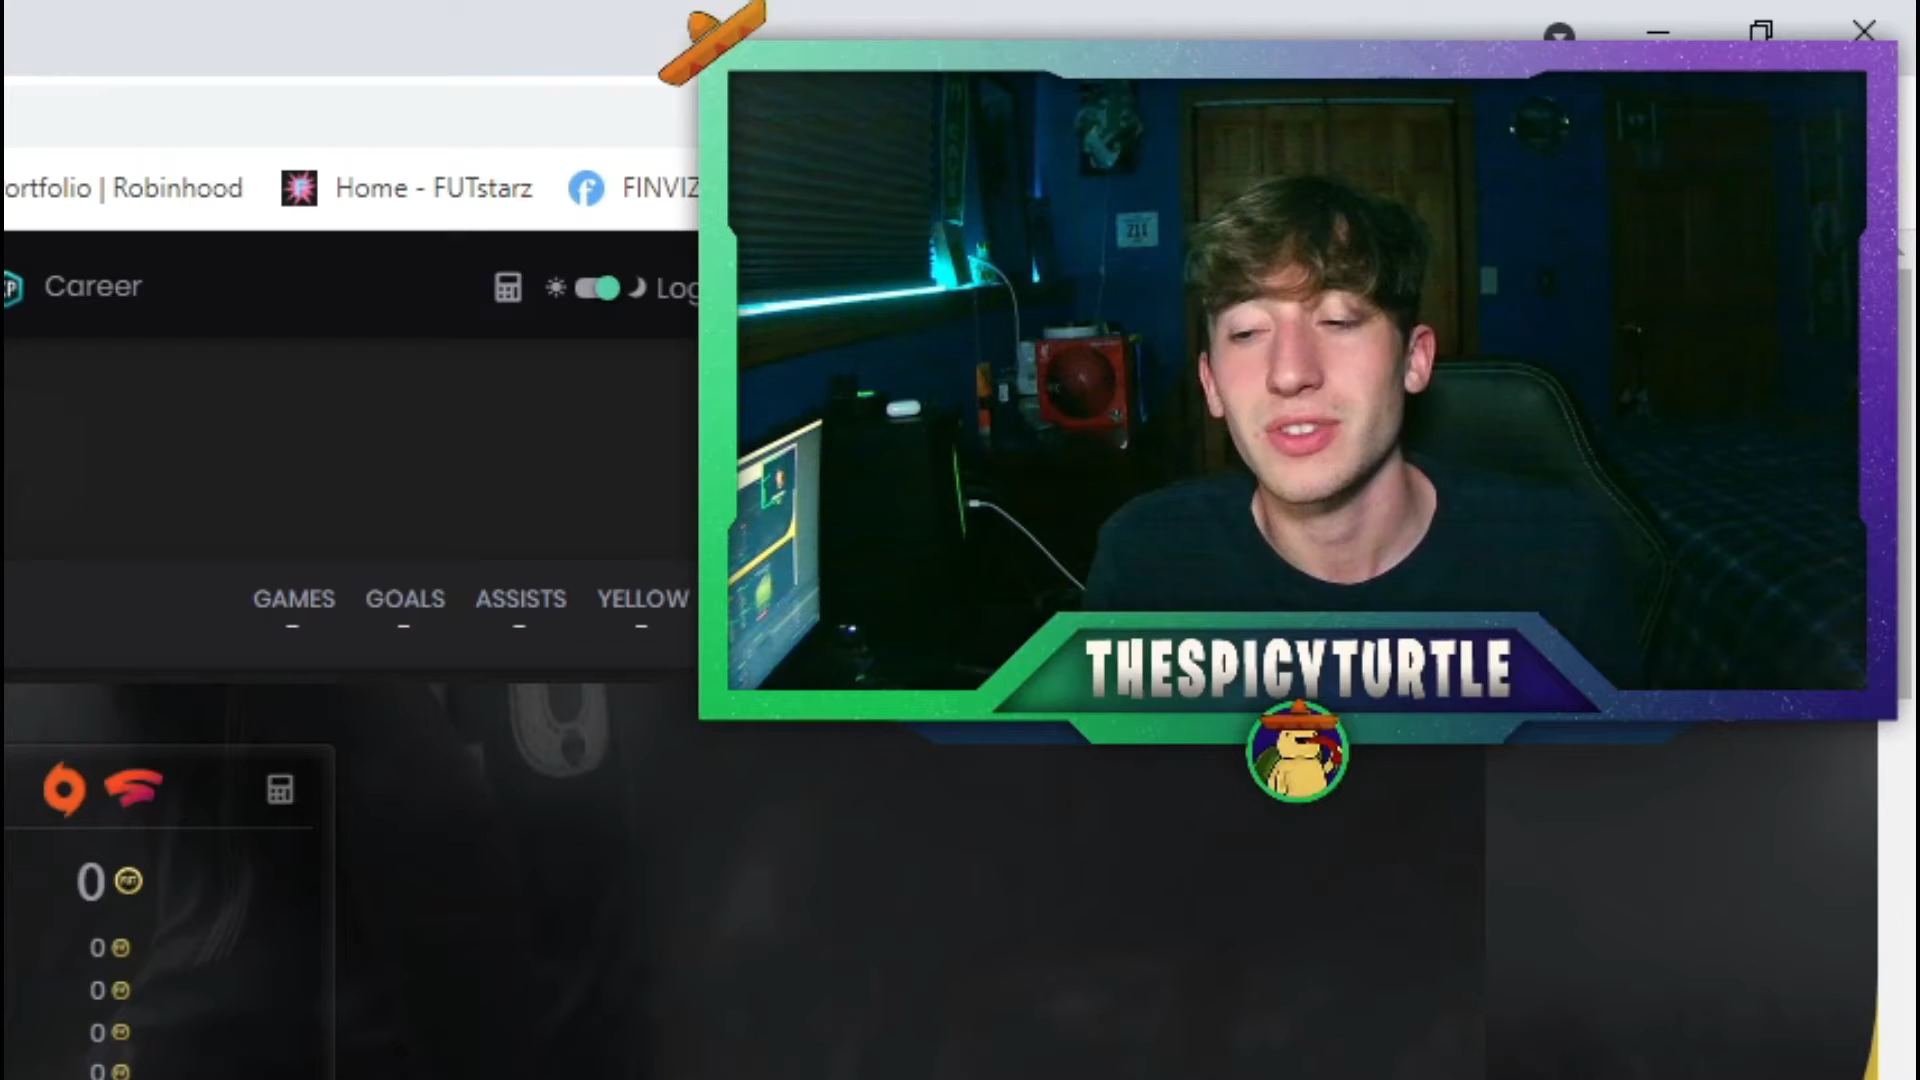 ortfolio | Robinhood
Home - FUTstarz
FINVIZ
Career
Log
GAMES GOALS ASSISTS YELLOW
- - - -
THESPICYTURTLE
0
0
0
0
0